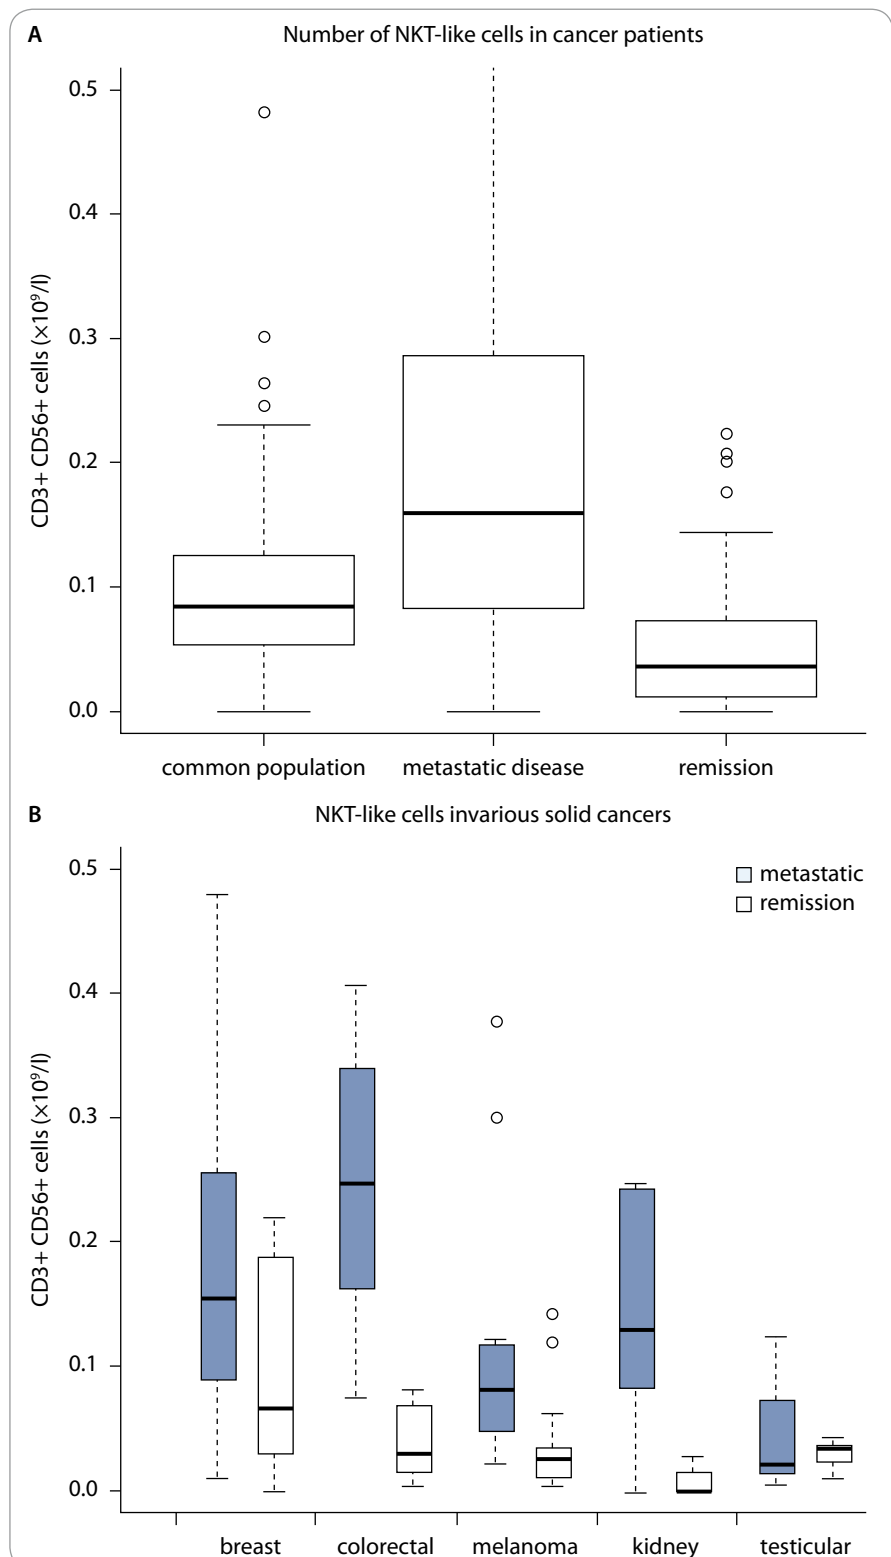 A
Number of NKT-like cells in cancer patients
CD3+ CD56+ cells (×10⁹/l)
0.5
0.4
0.3
0.2
0.1
0.0
common population
metastatic disease
remission
B
NKT-like cells invarious solid cancers
CD3+ CD56+ cells (×10⁹/l)
0.5
0.4
0.3
0.2
0.1
0.0
metastatic
remission
breast
colorectal
melanoma
kidney
testicular